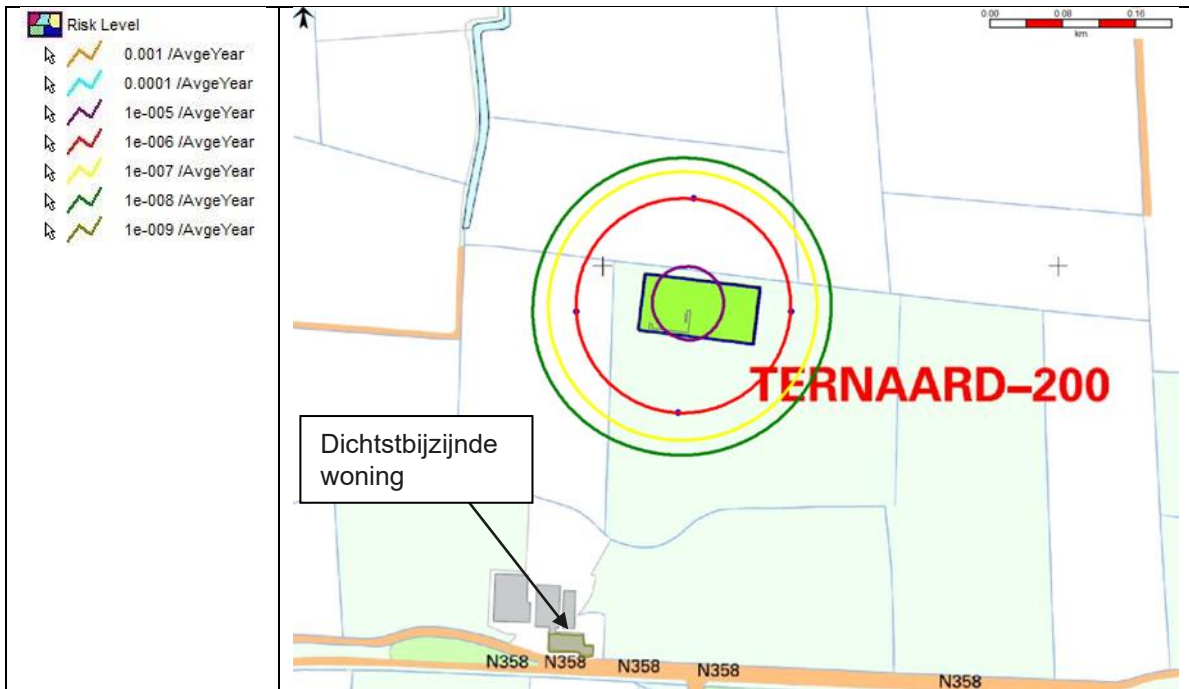 Risk Level
0.001 /AvgeYear
0.0001 /AvgeYear
1e-005 /AvgeYear
1e-006 /AvgeYear
1e-007 /AvgeYear
1e-008 /AvgeYear
1e-009 /AvgeYear
0.00 0.08 0.16
km
TERNAARD–200
Dichtstbijzijnde
woning
N358 N358 N358 N358 N358